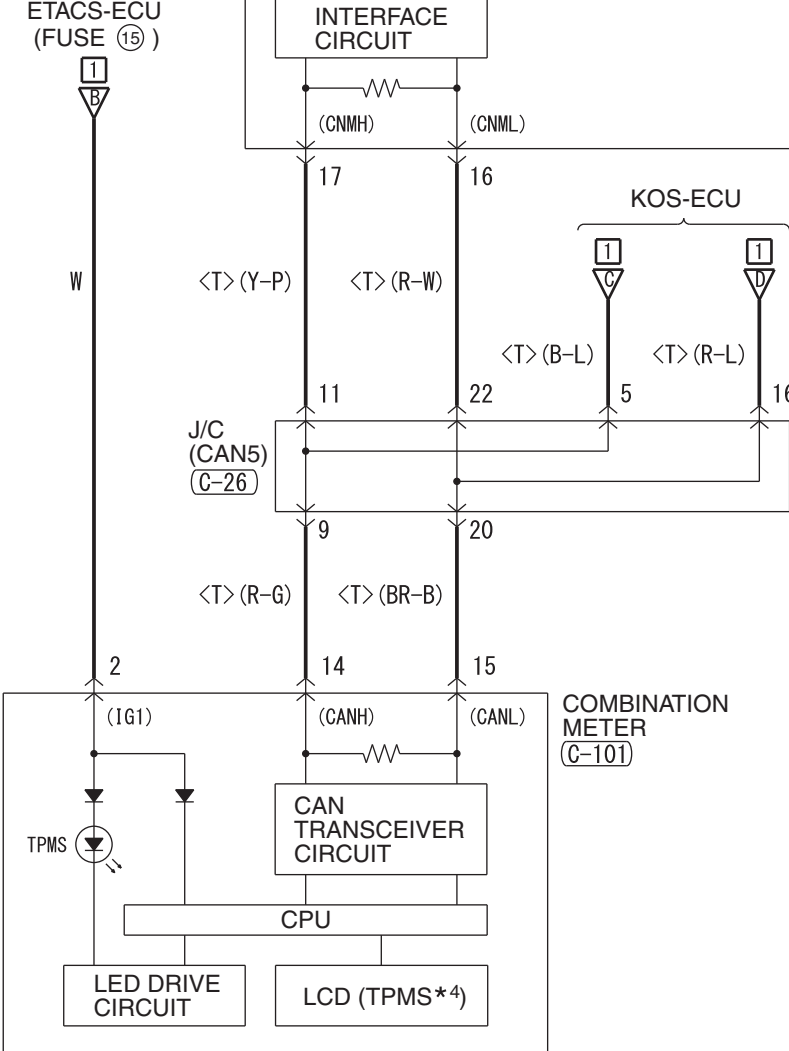 ETACS-ECU
(FUSE ⑮ )
1
B
INTERFACE
CIRCUIT
(CNMH)
(CNML)
17
16
KOS-ECU
1
C
1
D
W
<T>(Y-P)
<T>(R-W)
<T>(B-L)
<T>(R-L)
11
22
5
16
J/C
(CAN5)
C-26
9
20
<T>(R-G)
<T>(BR-B)
2
14
15
(IG1)
(CANH)
(CANL)
COMBINATION
METER
C-101
TPMS
CAN
TRANSCEIVER
CIRCUIT
CPU
LED DRIVE
CIRCUIT
LCD (TPMS*4)